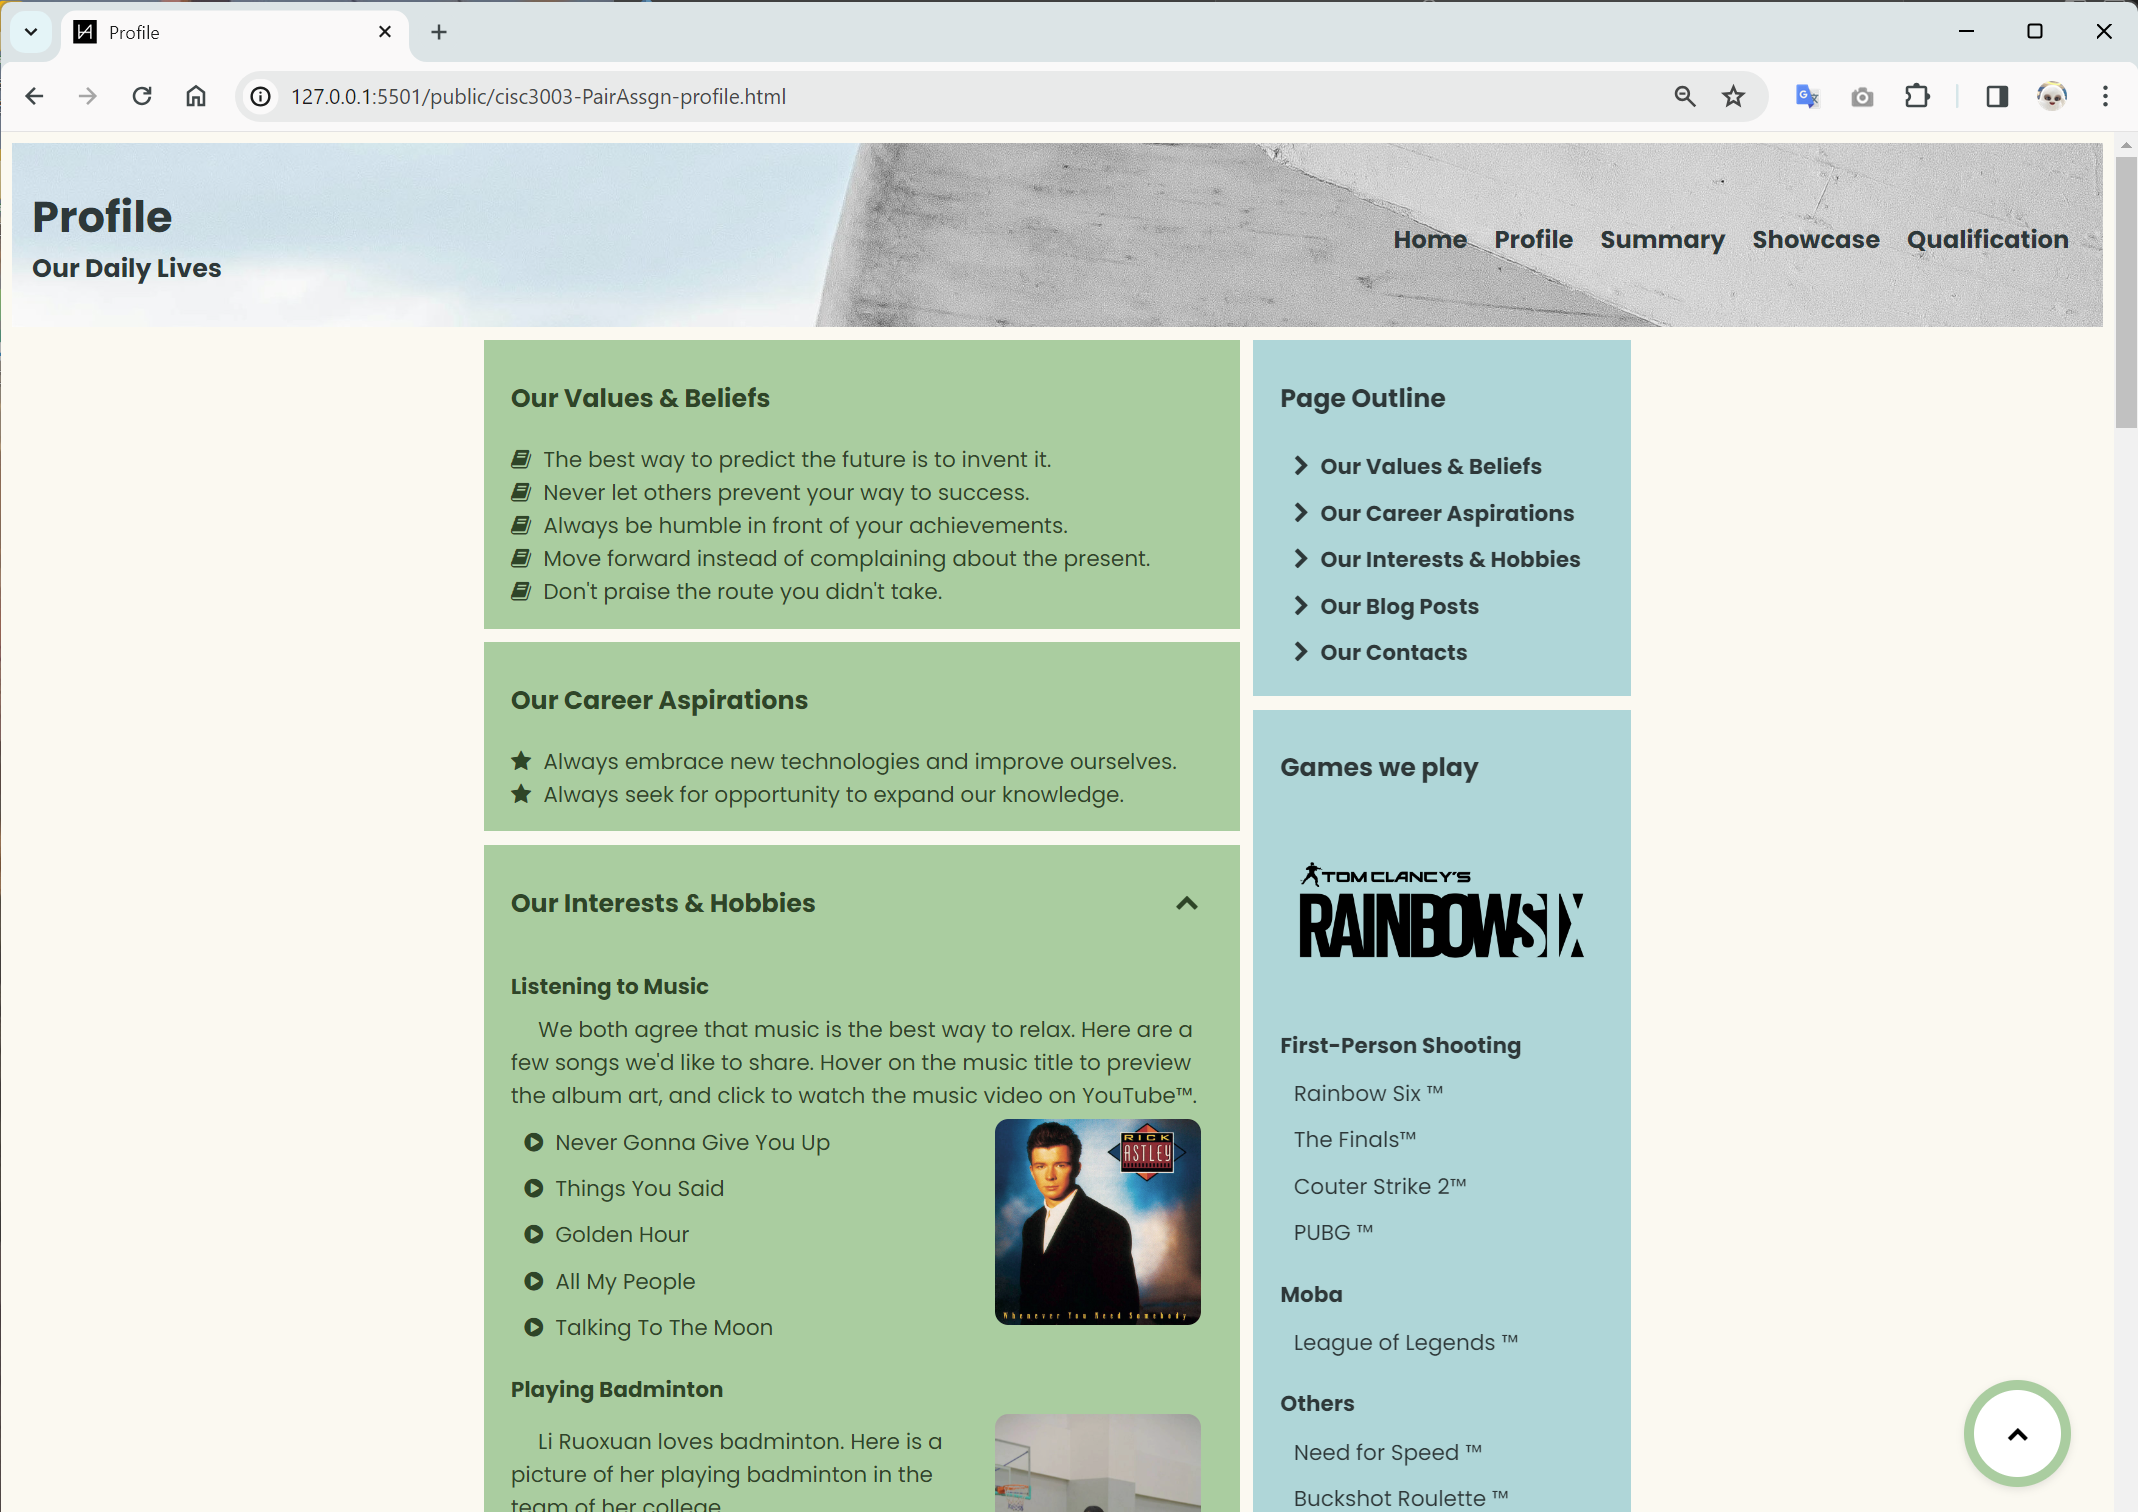 Profile
127.0.0.1:5501/public/cisc3003-PairAssgn-profile.html
Profile
Our Daily Lives
Home Profile Summary Showcase Qualification
Our Values & Beliefs
The best way to predict the future is to invent it.
Never let others prevent your way to success.
Always be humble in front of your achievements.
Move forward instead of complaining about the present.
Don't praise the route you didn't take.
Our Career Aspirations
Always embrace new technologies and improve ourselves.
Always seek for opportunity to expand our knowledge.
Our Interests & Hobbies
Listening to Music
We both agree that music is the best way to relax. Here are a
few songs we'd like to share. Hover on the music title to preview
the album art, and click to watch the music video on YouTube™.
Never Gonna Give You Up
Things You Said
Golden Hour
All My People
Talking To The Moon
RICK
ASTLEY
Whenever You Need Somebody
Playing Badminton
Li Ruoxuan loves badminton. Here is a
picture of her playing badminton in the
team of her college.
Page Outline
Our Values & Beliefs
Our Career Aspirations
Our Interests & Hobbies
Our Blog Posts
Our Contacts
Games we play
TOM CLANCY'S
RAINBOWSIX
First-Person Shooting
Rainbow Six ™
The Finals™
Couter Strike 2™
PUBG ™
Moba
League of Legends ™
Others
Need for Speed ™
Buckshot Roulette ™